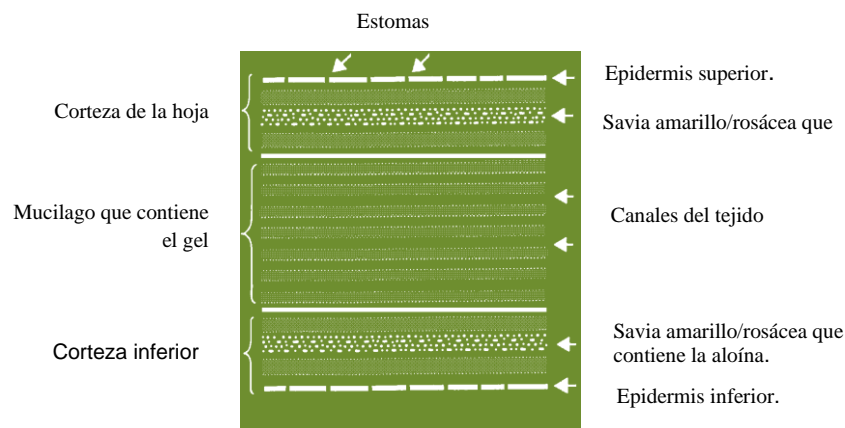 Estomas
Epidermis superior.
Corteza de la hoja
Savia amarillo/rosácea que
Mucilago que contiene
el gel
Canales del tejido
Corteza inferior
Savia amarillo/rosácea que
contiene la aloína.
Epidermis inferior.